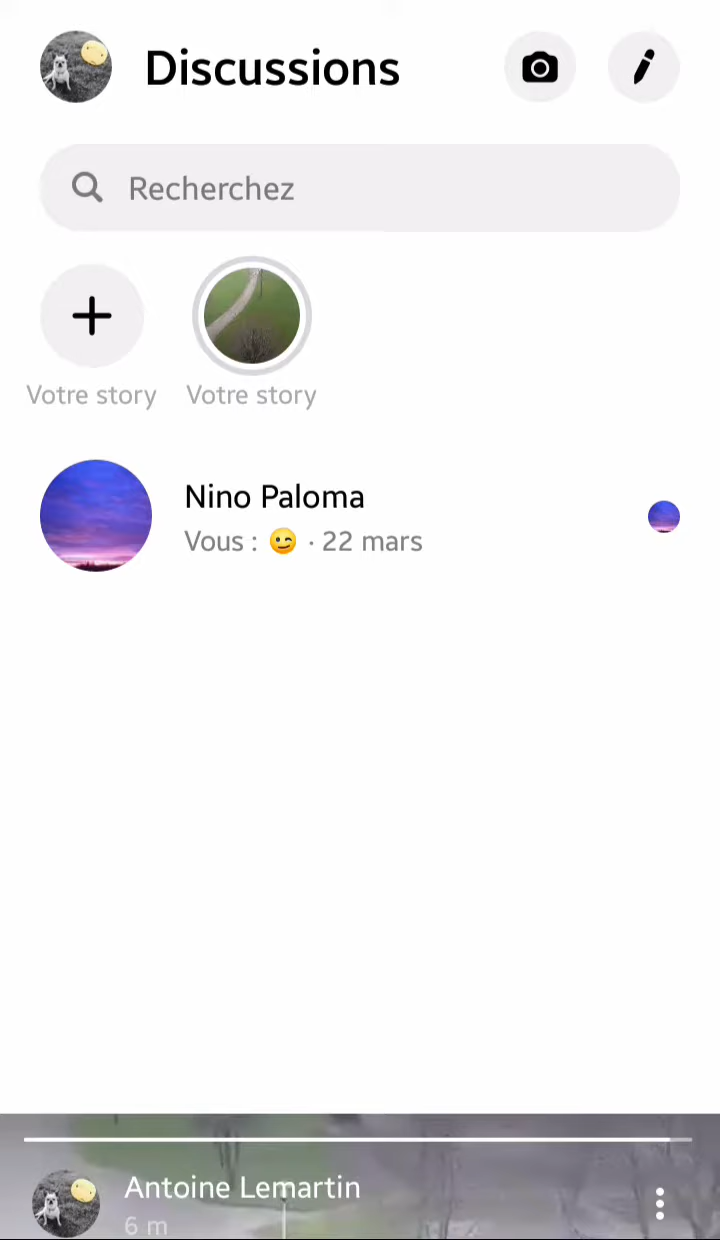 Discussions
Recherchez
Votre story
Votre story
Nino Paloma
Vous : 😉 · 22 mars
Antoine Lemartin
6 m